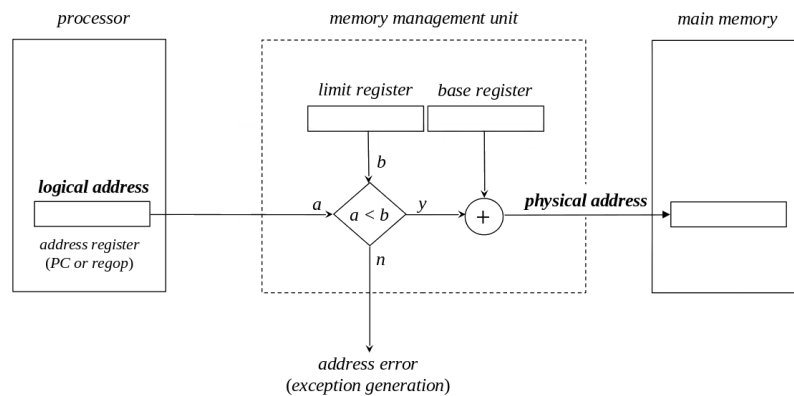 processor
memory management unit
main memory
limit register
base register
b
logical address
a
a < b
y
+
physical address
address register
(PC or regop)
n
address error
(exception generation)